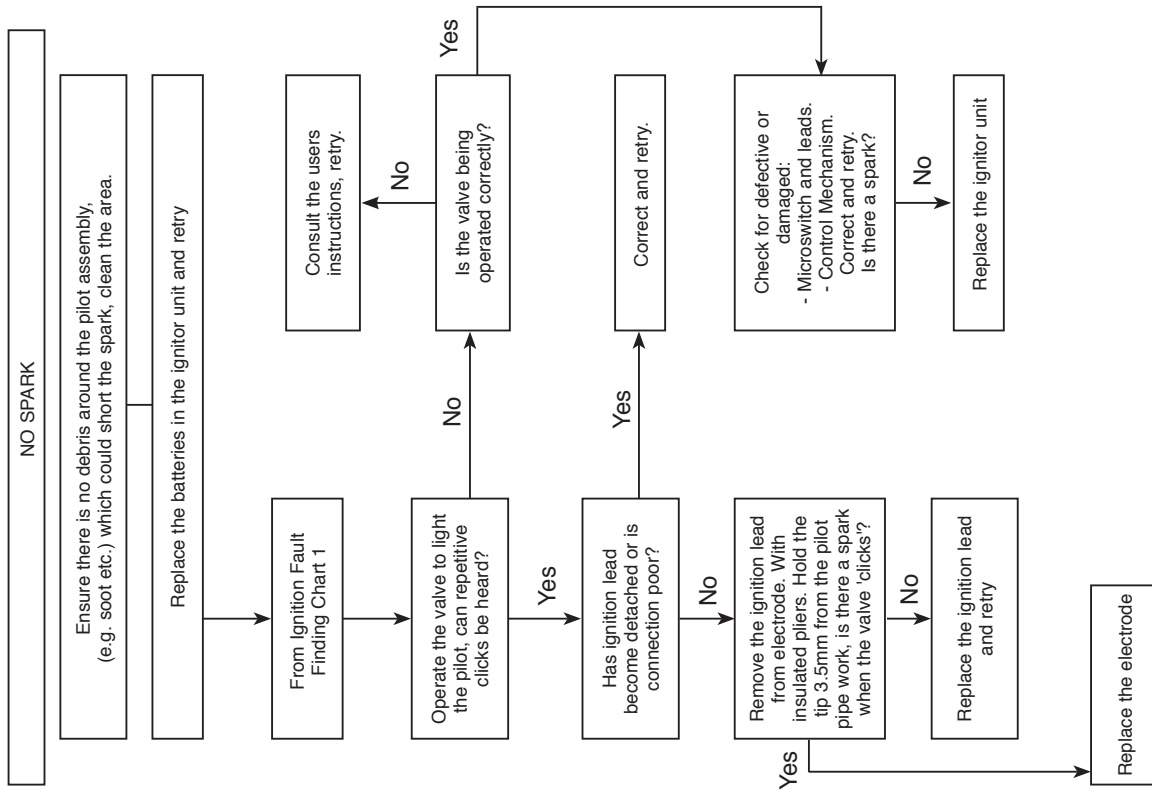 NO SPARK
Ensure there is no debris around the pilot assembly,
(e.g. soot etc.) which could short the spark, clean the area.
Replace the batteries in the ignitor unit and retry
From Ignition Fault
Finding Chart 1
Operate the valve to light
the pilot, can repetitive
clicks be heard?
No
Is the valve being
operated correctly?
No
Consult the users
instructions, retry.
Yes
Check for defective or
damaged:
- Microswitch and leads.
- Control Mechanism.
Correct and retry.
Is there a spark?
No
Replace the ignitor unit
Yes
Has ignition lead
become detached or is
connection poor?
Yes
Correct and retry.
No
Remove the ignition lead
from electrode. With
insulated pliers. Hold the
tip 3.5mm from the pilot
pipe work, is there a spark
when the valve 'clicks'?
No
Replace the ignition lead
and retry
Yes
Replace the electrode